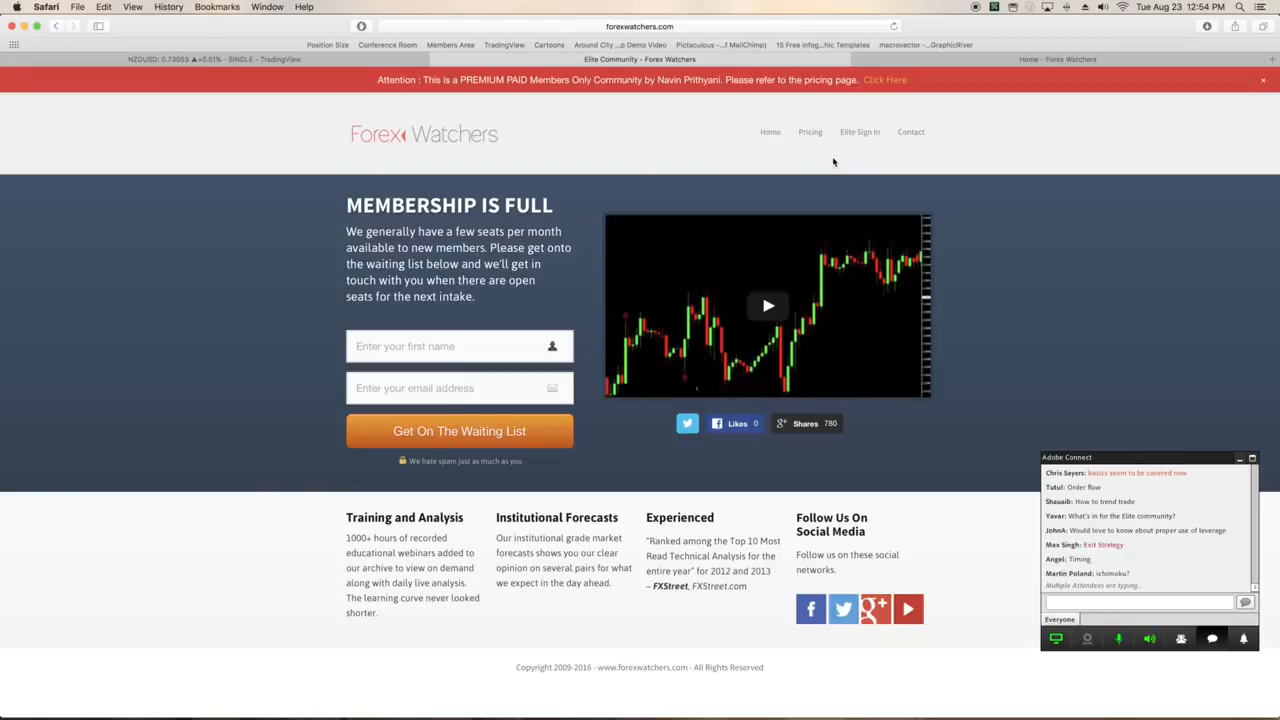 Safari File Edit View History Bookmarks Window Help
Tue Aug 23 12:54 PM
forexwatchers.com
Position Size Conference Room Members Area TradingView Cartoons Around City ...p Demo Video Pictaculous -...f MailChimp) 15 Free Infog...hic Templates macrovector -...GraphicRiver
NZDUSD: 0.73053 ▲+0.51% - SINGLE - TradingView
Elite Community - Forex Watchers
Home - Forex Watchers
Attention : This is a PREMIUM PAID Members Only Community by Navin Prithyani. Please refer to the pricing page. Click Here
×
Forex Watchers
Home Pricing Elite Sign In Contact
MEMBERSHIP IS FULL
We generally have a few seats per month
available to new members. Please get onto
the waiting list below and we'll get in
touch with you when there are open
seats for the next intake.
Enter your first name
Enter your email address
Get On The Waiting List
We hate spam just as much as you
Likes 0
Shares 780
Training and Analysis
1000+ hours of recorded
educational webinars added to
our archive to view on demand
along with daily live analysis.
The learning curve never looked
shorter.
Institutional Forecasts
Our institutional grade market
forecasts shows you our clear
opinion on several pairs for what
we expect in the day ahead.
Experienced
"Ranked among the Top 10 Most
Read Technical Analysis for the
entire year" for 2012 and 2013
– FXStreet, FXStreet.com
Follow Us On
Social Media
Follow us on these social
networks.
Adobe Connect
Chris Sayers: basics seem to be covered now
Tutul: Order flow
Shauaib: How to trend trade
Yavar: What's in for the Elite community?
JohnA: Would love to know about proper use of leverage
Max Singh: Exit Strategy
Angel: Timing
Martin Poland: ichimoku?
Multiple Attendees are typing...
Everyone
Copyright 2009-2016 - www.forexwatchers.com - All Rights Reserved